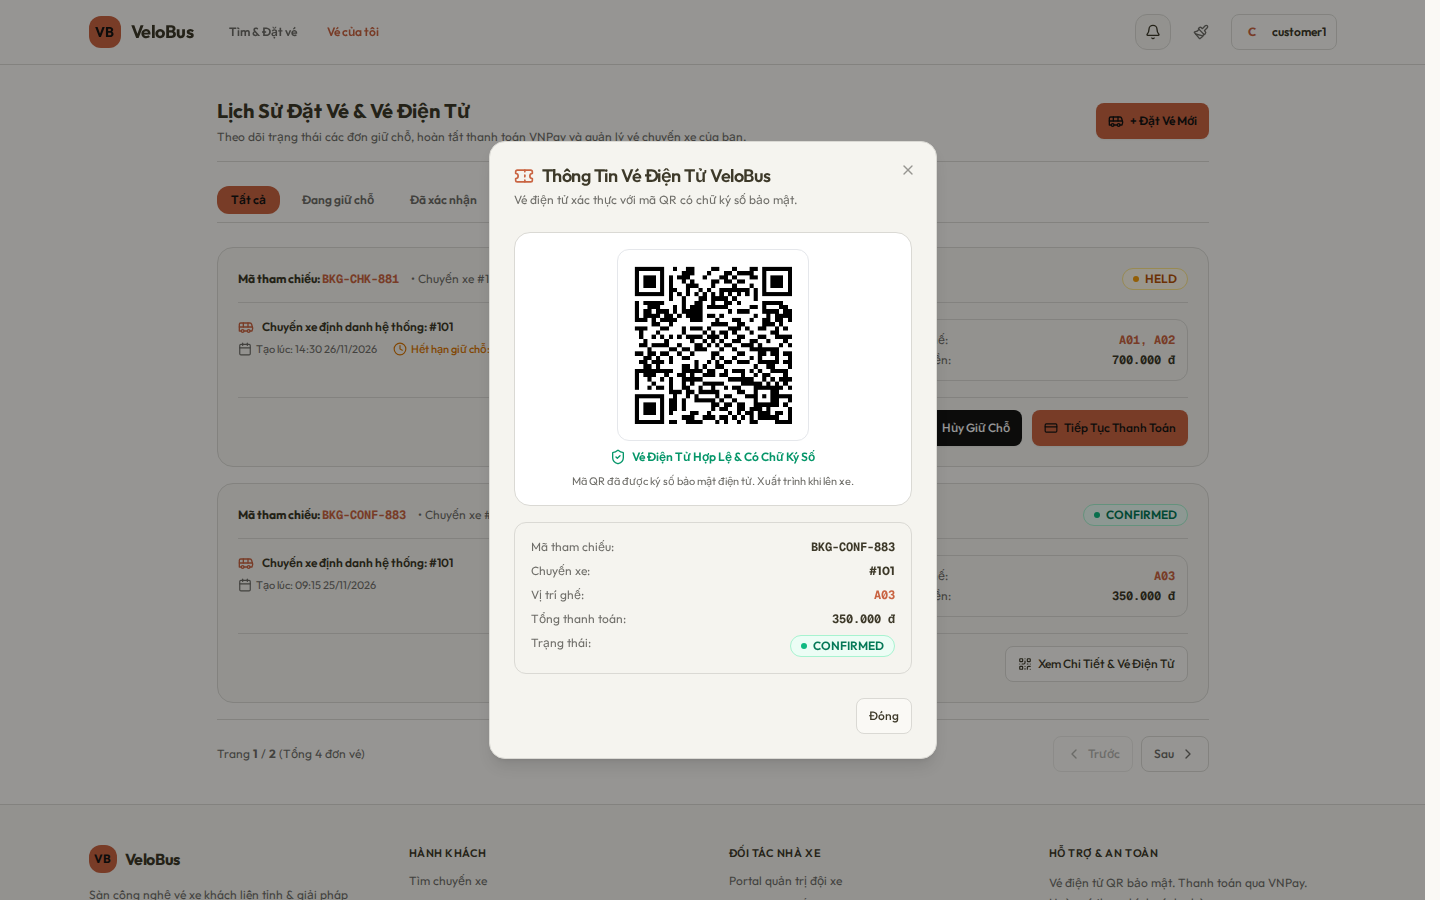 VB VeloBus Tìm & Đặt vé Vé của tôi C customer1
Lịch Sử Đặt Vé & Vé Điện Tử
Theo dõi trạng thái các đơn giữ chỗ, hoàn tất thanh toán VNPay và quản lý vé chuyến xe của bạn.
+ Đặt Vé Mới
Tất cả Đang giữ chỗ Đã xác nhận
Mã tham chiếu: BKG-CHK-881 • Chuyến xe #1
HELD
Chuyến xe định danh hệ thống: #101
Tạo lúc: 14:30 26/11/2026 Hết hạn giữ chỗ:
A01, A02
700.000 đ
Hủy Giữ Chỗ Tiếp Tục Thanh Toán
Mã tham chiếu: BKG-CONF-883 • Chuyến xe #
CONFIRMED
Chuyến xe định danh hệ thống: #101
Tạo lúc: 09:15 25/11/2026
A03
350.000 đ
Xem Chi Tiết & Vé Điện Tử
Thông Tin Vé Điện Tử VeloBus
Vé điện tử xác thực với mã QR có chữ ký số bảo mật.
Vé Điện Tử Hợp Lệ & Có Chữ Ký Số
Mã QR đã được ký số bảo mật điện tử. Xuất trình khi lên xe.
Mã tham chiếu: BKG-CONF-883
Chuyến xe: #101
Vị trí ghế: A03
Tổng thanh toán: 350.000 đ
Trạng thái: CONFIRMED
Đóng
Trang 1 / 2 (Tổng 4 đơn vé)
Trước Sau
VB VeloBus
Sàn công nghệ vé xe khách liên tỉnh & giải pháp
HÀNH KHÁCH
Tìm chuyến xe
ĐỐI TÁC NHÀ XE
Portal quản trị đội xe
HỖ TRỢ & AN TOÀN
Vé điện tử QR bảo mật. Thanh toán qua VNPay.